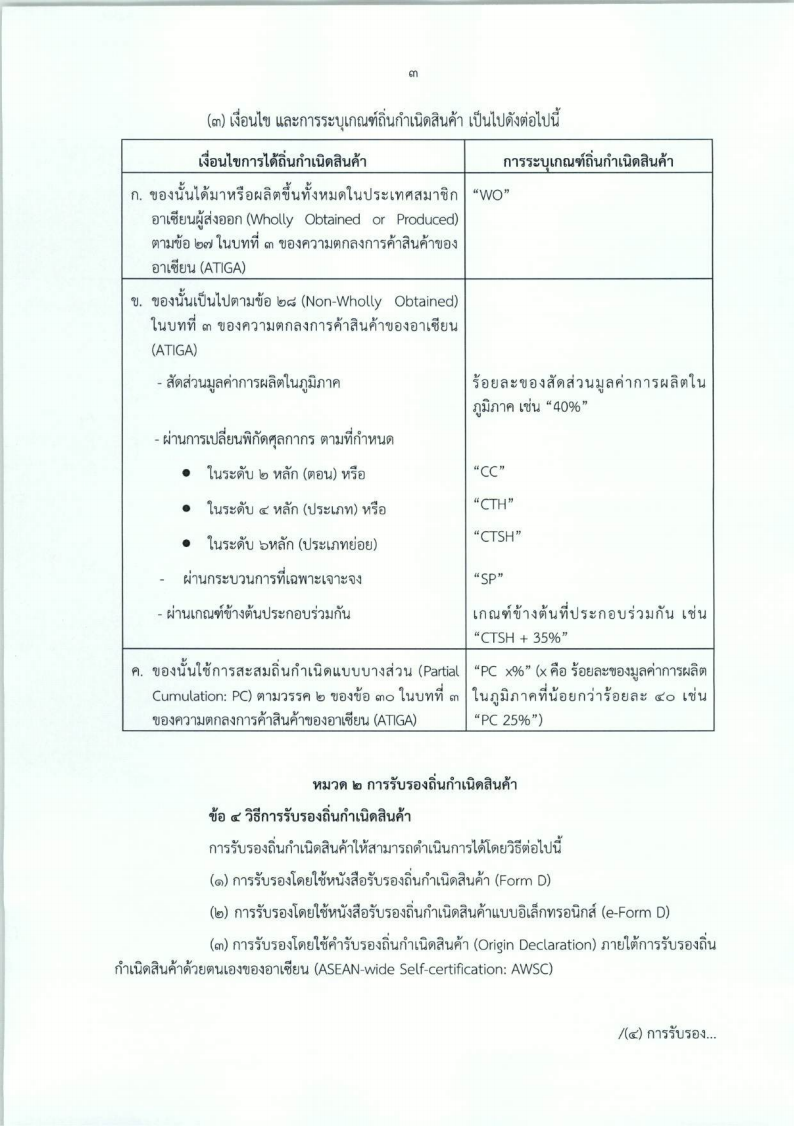 ๓
(๓) เงื่อนไข และการระบุเกณฑ์ถิ่นกำเนิดสินค้า เป็นไปดังต่อไปนี้
เงื่อนไขการได้ถิ่นกำเนิดสินค้า
การระบุเกณฑ์ถิ่นกำเนิดสินค้า
ก. ของนั้นได้มาหรือผลิตขึ้นทั้งหมดในประเทศสมาชิก
อาเซียนผู้ส่งออก (Wholly Obtained or Produced)
ตามข้อ ๒๗ ในบทที่ ๓ ของความตกลงการค้าสินค้าของ
อาเซียน (ATIGA)
“WO”
ข. ของนั้นเป็นไปตามข้อ ๒๘ (Non-Wholly Obtained)
ในบทที่ ๓ ของความตกลงการค้าสินค้าของอาเซียน
(ATIGA)
- สัดส่วนมูลค่าการผลิตในภูมิภาค
ร้อยละของสัดส่วนมูลค่าการผลิตใน
ภูมิภาค เช่น “40%”
- ผ่านการเปลี่ยนพิกัดศุลกากร ตามที่กำหนด
● ในระดับ ๒ หลัก (ตอน) หรือ
“CC”
● ในระดับ ๔ หลัก (ประเภท) หรือ
“CTH”
● ในระดับ ๖หลัก (ประเภทย่อย)
“CTSH”
- ผ่านกระบวนการที่เฉพาะเจาะจง
“SP”
- ผ่านเกณฑ์ข้างต้นประกอบร่วมกัน
เกณฑ์ข้างต้นที่ประกอบร่วมกัน เช่น
“CTSH + 35%”
ค. ของนั้นใช้การสะสมถิ่นกำเนิดแบบบางส่วน (Partial
Cumulation: PC) ตามวรรค ๒ ของข้อ ๓๐ ในบทที่ ๓
ของความตกลงการค้าสินค้าของอาเซียน (ATIGA)
“PC x%” (x คือ ร้อยละของมูลค่าการผลิต
ในภูมิภาคที่น้อยกว่าร้อยละ ๔๐ เช่น
“PC 25%”)
หมวด ๒ การรับรองถิ่นกำเนิดสินค้า
ข้อ ๔ วิธีการรับรองถิ่นกำเนิดสินค้า
การรับรองถิ่นกำเนิดสินค้าให้สามารถดำเนินการได้โดยวิธีต่อไปนี้
(๑) การรับรองโดยใช้หนังสือรับรองถิ่นกำเนิดสินค้า (Form D)
(๒) การรับรองโดยใช้หนังสือรับรองถิ่นกำเนิดสินค้าแบบอิเล็กทรอนิกส์ (e-Form D)
(๓) การรับรองโดยใช้คำรับรองถิ่นกำเนิดสินค้า (Origin Declaration) ภายใต้การรับรองถิ่น
กำเนิดสินค้าด้วยตนเองของอาเซียน (ASEAN-wide Self-certification: AWSC)
/(๔) การรับรอง...